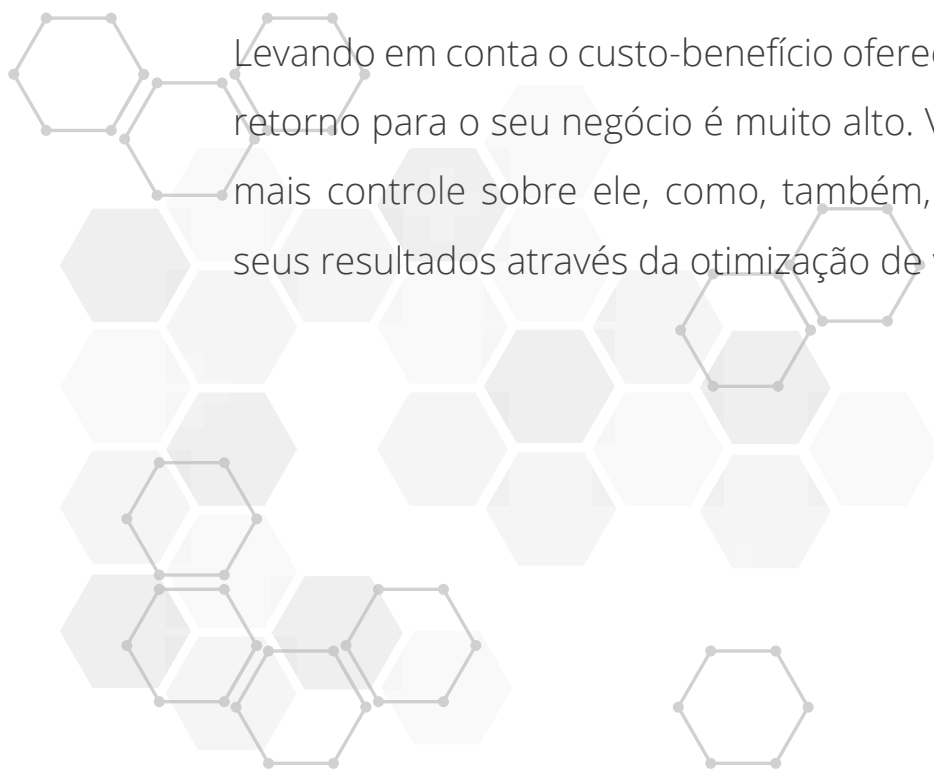 Levando em conta o custo-benefício
retorno para o seu negócio é muito alto.
mais controle sobre ele, como, também,
seus resultados através da otimização de